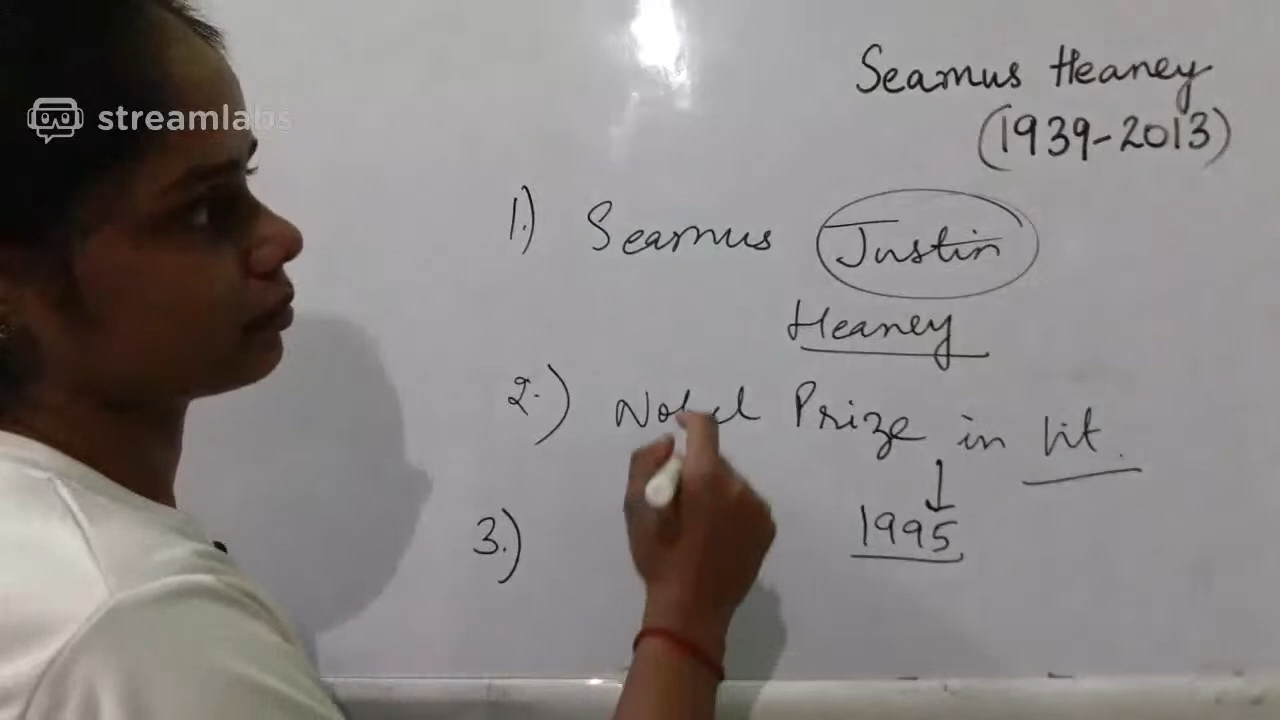 streamlabs
Seamus Heaney
(1939-2013)
1.) Seamus Justin
Heaney
2.) Nobel Prize in lit.
1995
3.)